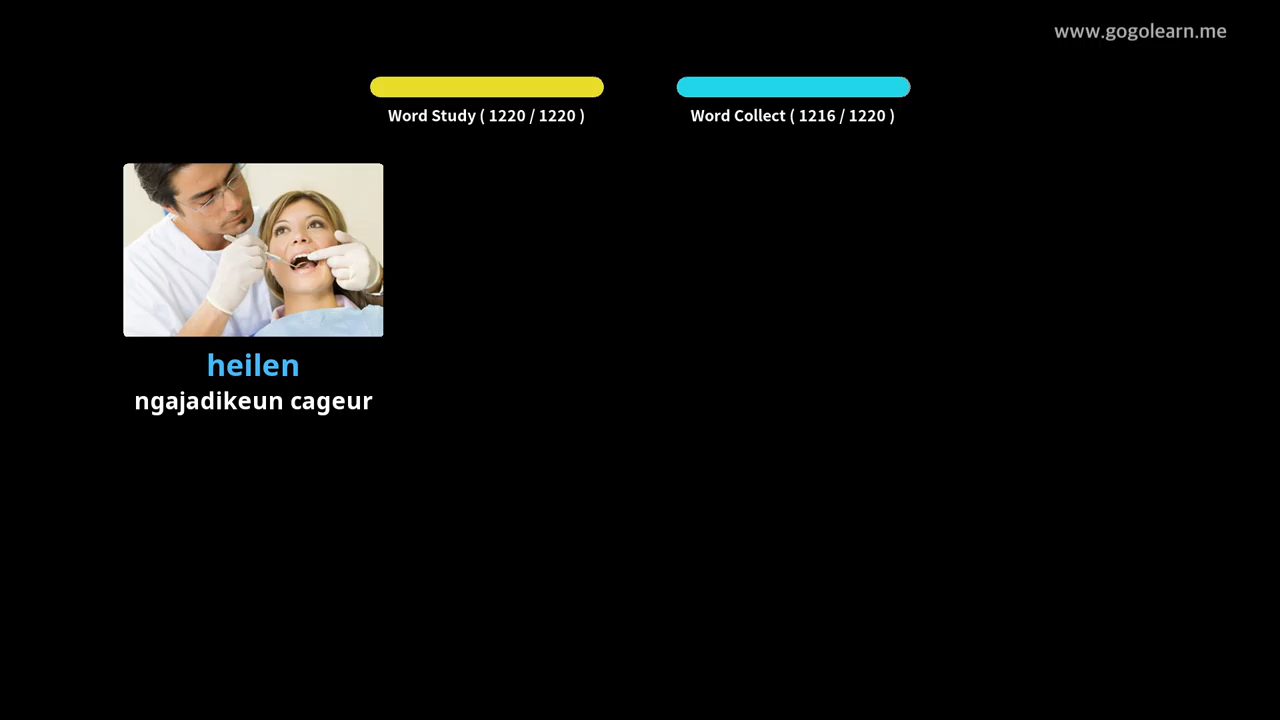 www.gogolearn.me
Word Study ( 1220 / 1220 )
Word Collect ( 1216 / 1220 )
heilen
ngajadikeun cageur